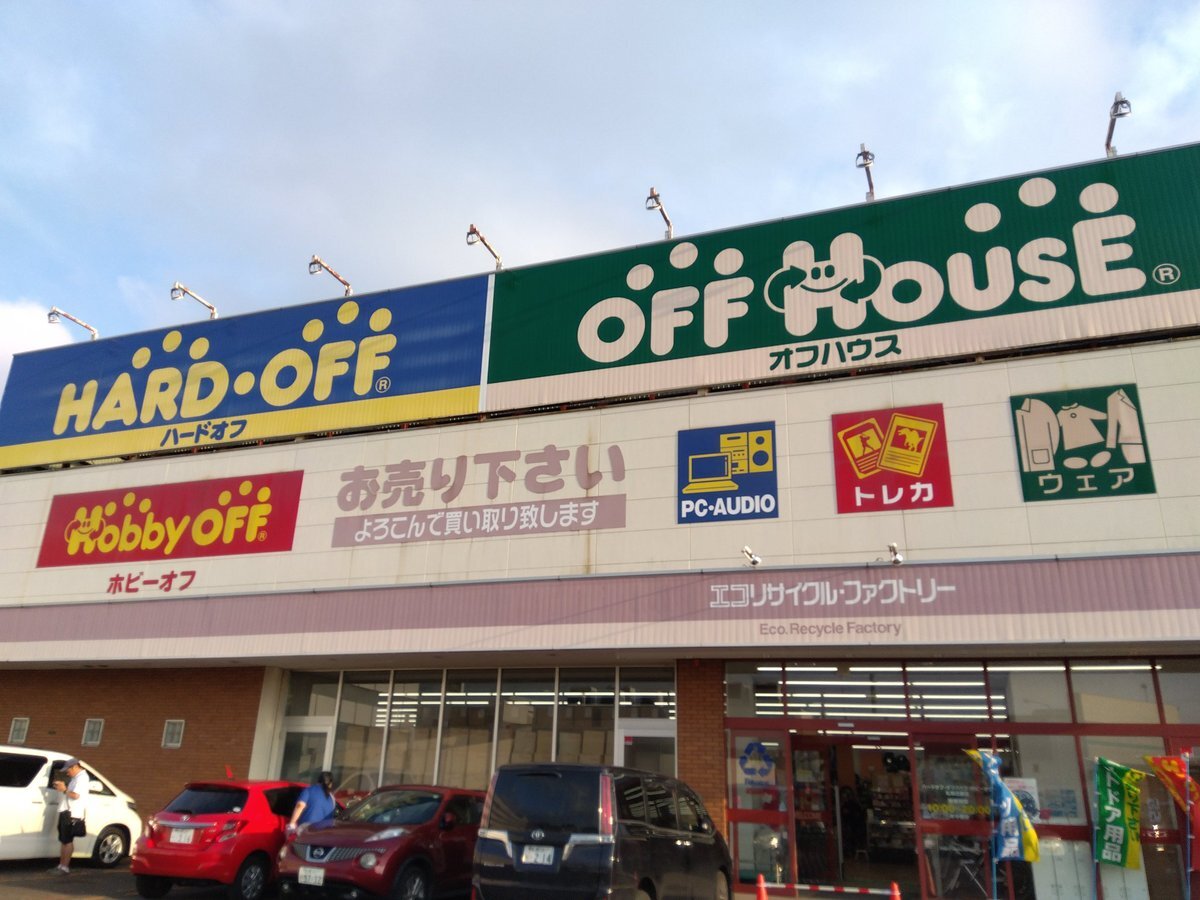 HARD・OFF®
ハードオフ
OFF HOUSE®
オフハウス
Hobby OFF®
ホビーオフ
お売り下さい
よろこんで買い取り致します
PC・AUDIO
トレカ
ウェア
エコリサイクル・ファクトリー
Eco.Recycle Factory
ドア用品